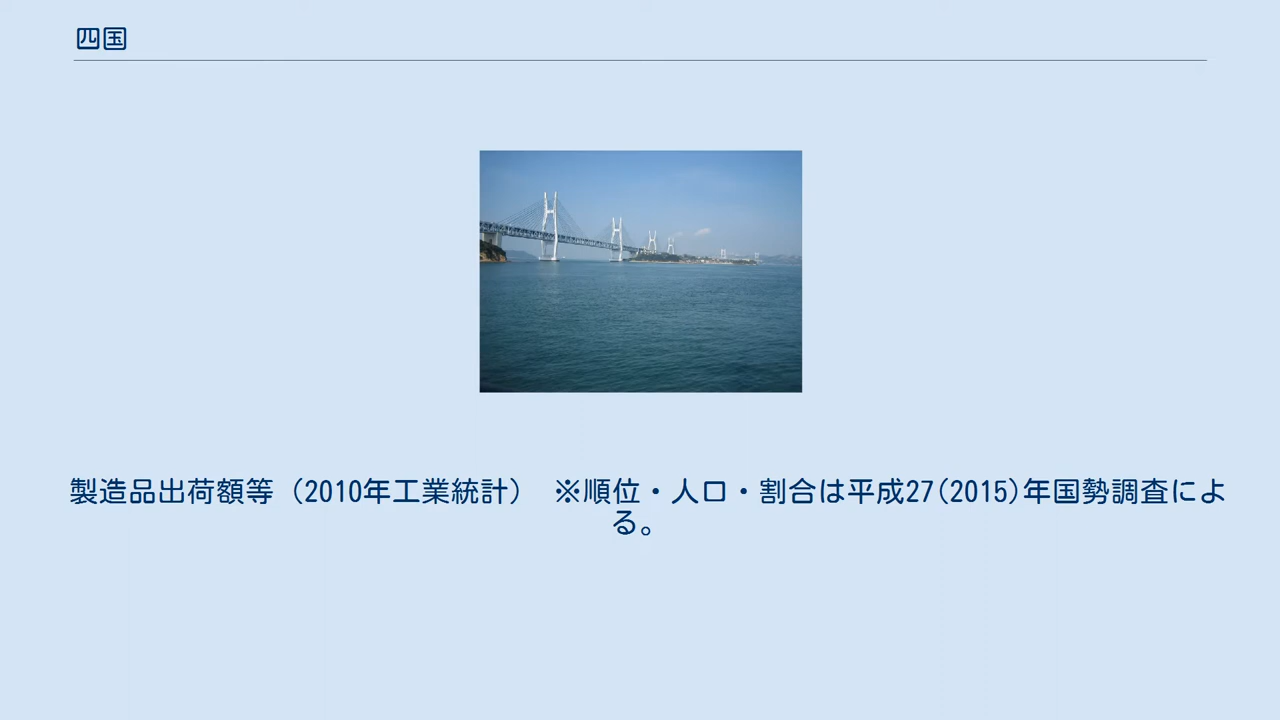 四国
製造品出荷額等（2010年工業統計）　※順位・人口・割合は平成27(2015)年国勢調査によ
る。